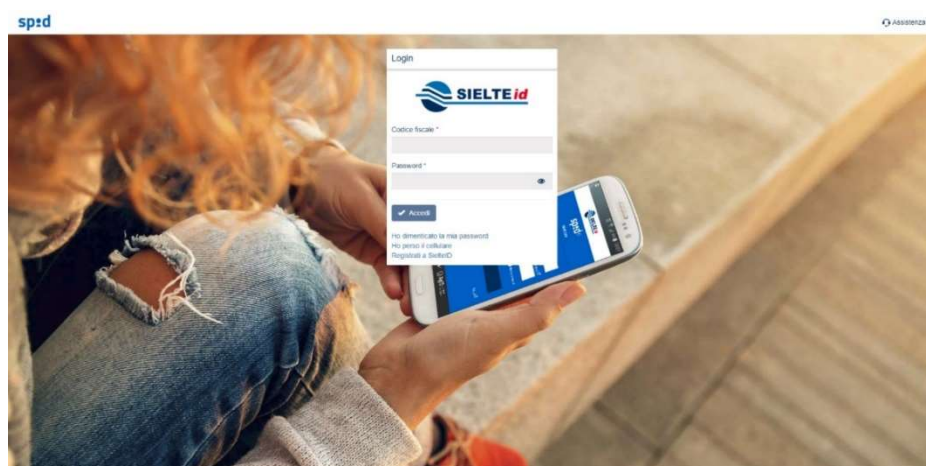 spid
Assistenza
Login
SIELTE id
Codice fiscale *
Password *
Accedi
Ho dimenticato la mia password
Ho perso il cellulare
Registrati a SielteID
spid